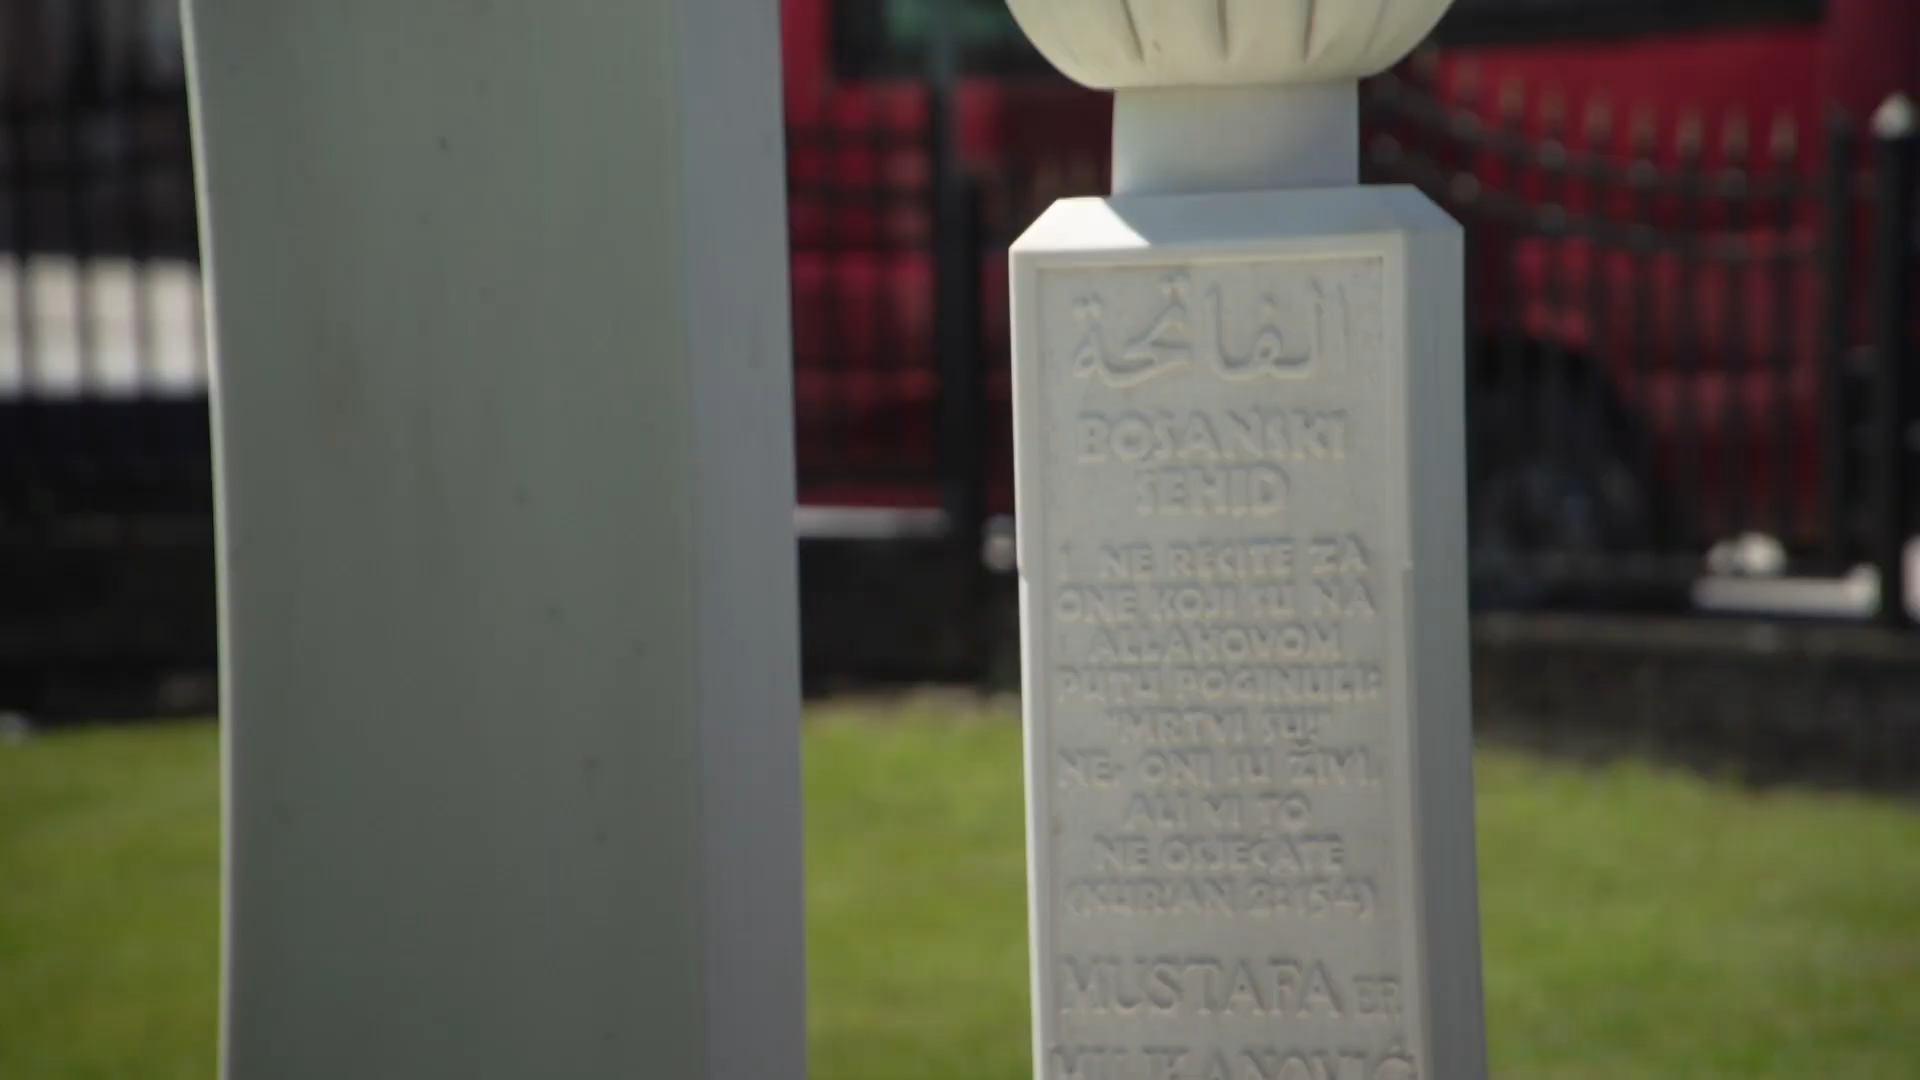 الفاتحة
BOSANSKI
ŠEHID
I NE RECITE ZA
ONE KOJI SU NA
ALLAHOVOM
PUTU POGINULI:
"MRTVI SU!"
NE- ONI SU ŽIVI,
ALI VI TO
NE OSJEĆATE
(KUR'AN 2:154)
MUSTAFA EF.